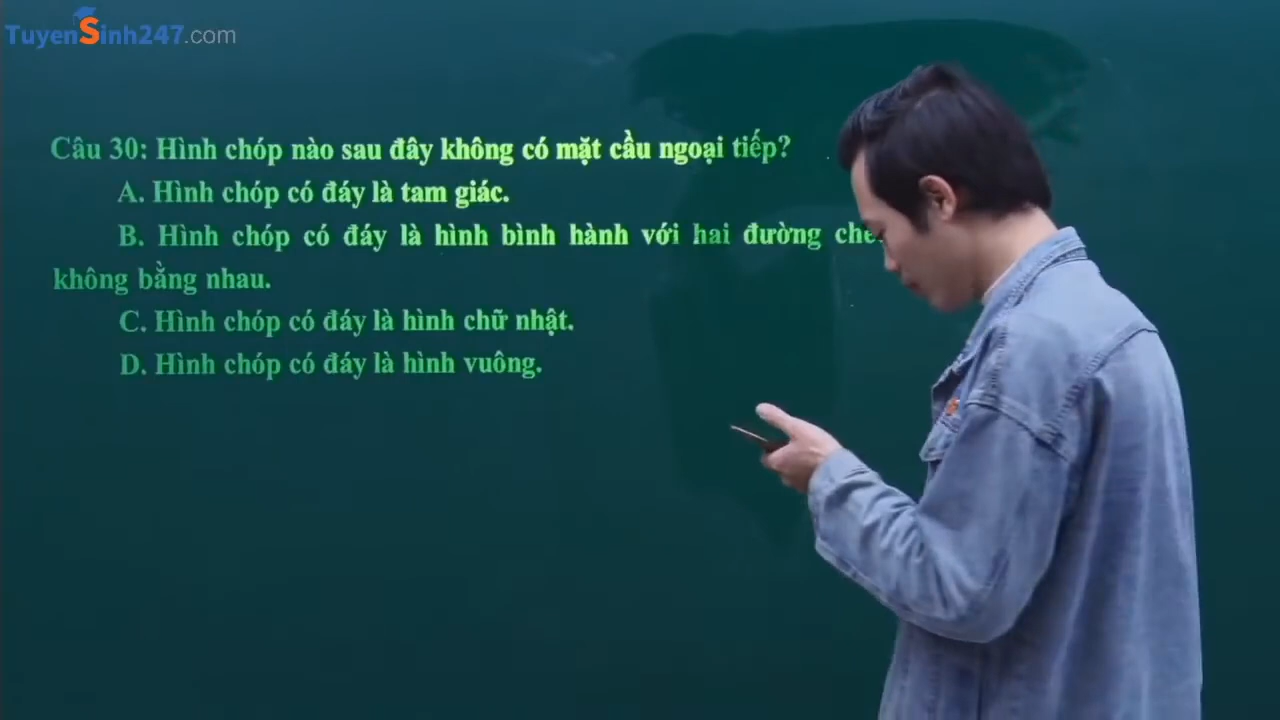 TuyenSinh247.com
Câu 30: Hình chóp nào sau đây không có mặt cầu ngoại tiếp?
A. Hình chóp có đáy là tam giác.
B. Hình chóp có đáy là hình bình hành với hai đường
không bằng nhau.
C. Hình chóp có đáy là hình chữ nhật.
D. Hình chóp có đáy là hình vuông.